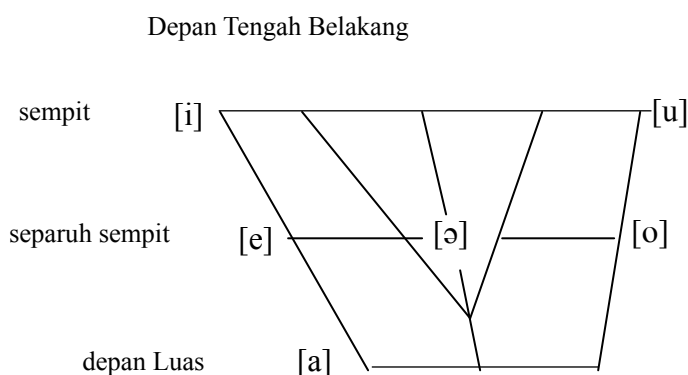 Depan Tengah Belakang
sempit [i] [u]
separuh sempit [e] [ə] [o]
depan Luas [a]